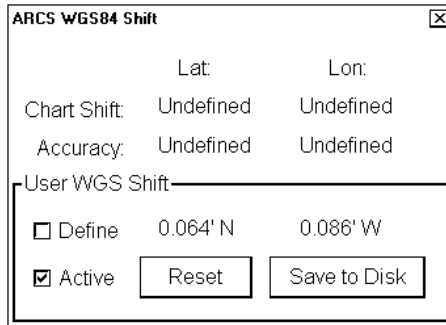 ARCS WGS84 Shift
Lat: Lon:
Chart Shift: Undefined Undefined
Accuracy: Undefined Undefined
User WGS Shift
Define 0.064' N 0.086' W
Active Reset Save to Disk